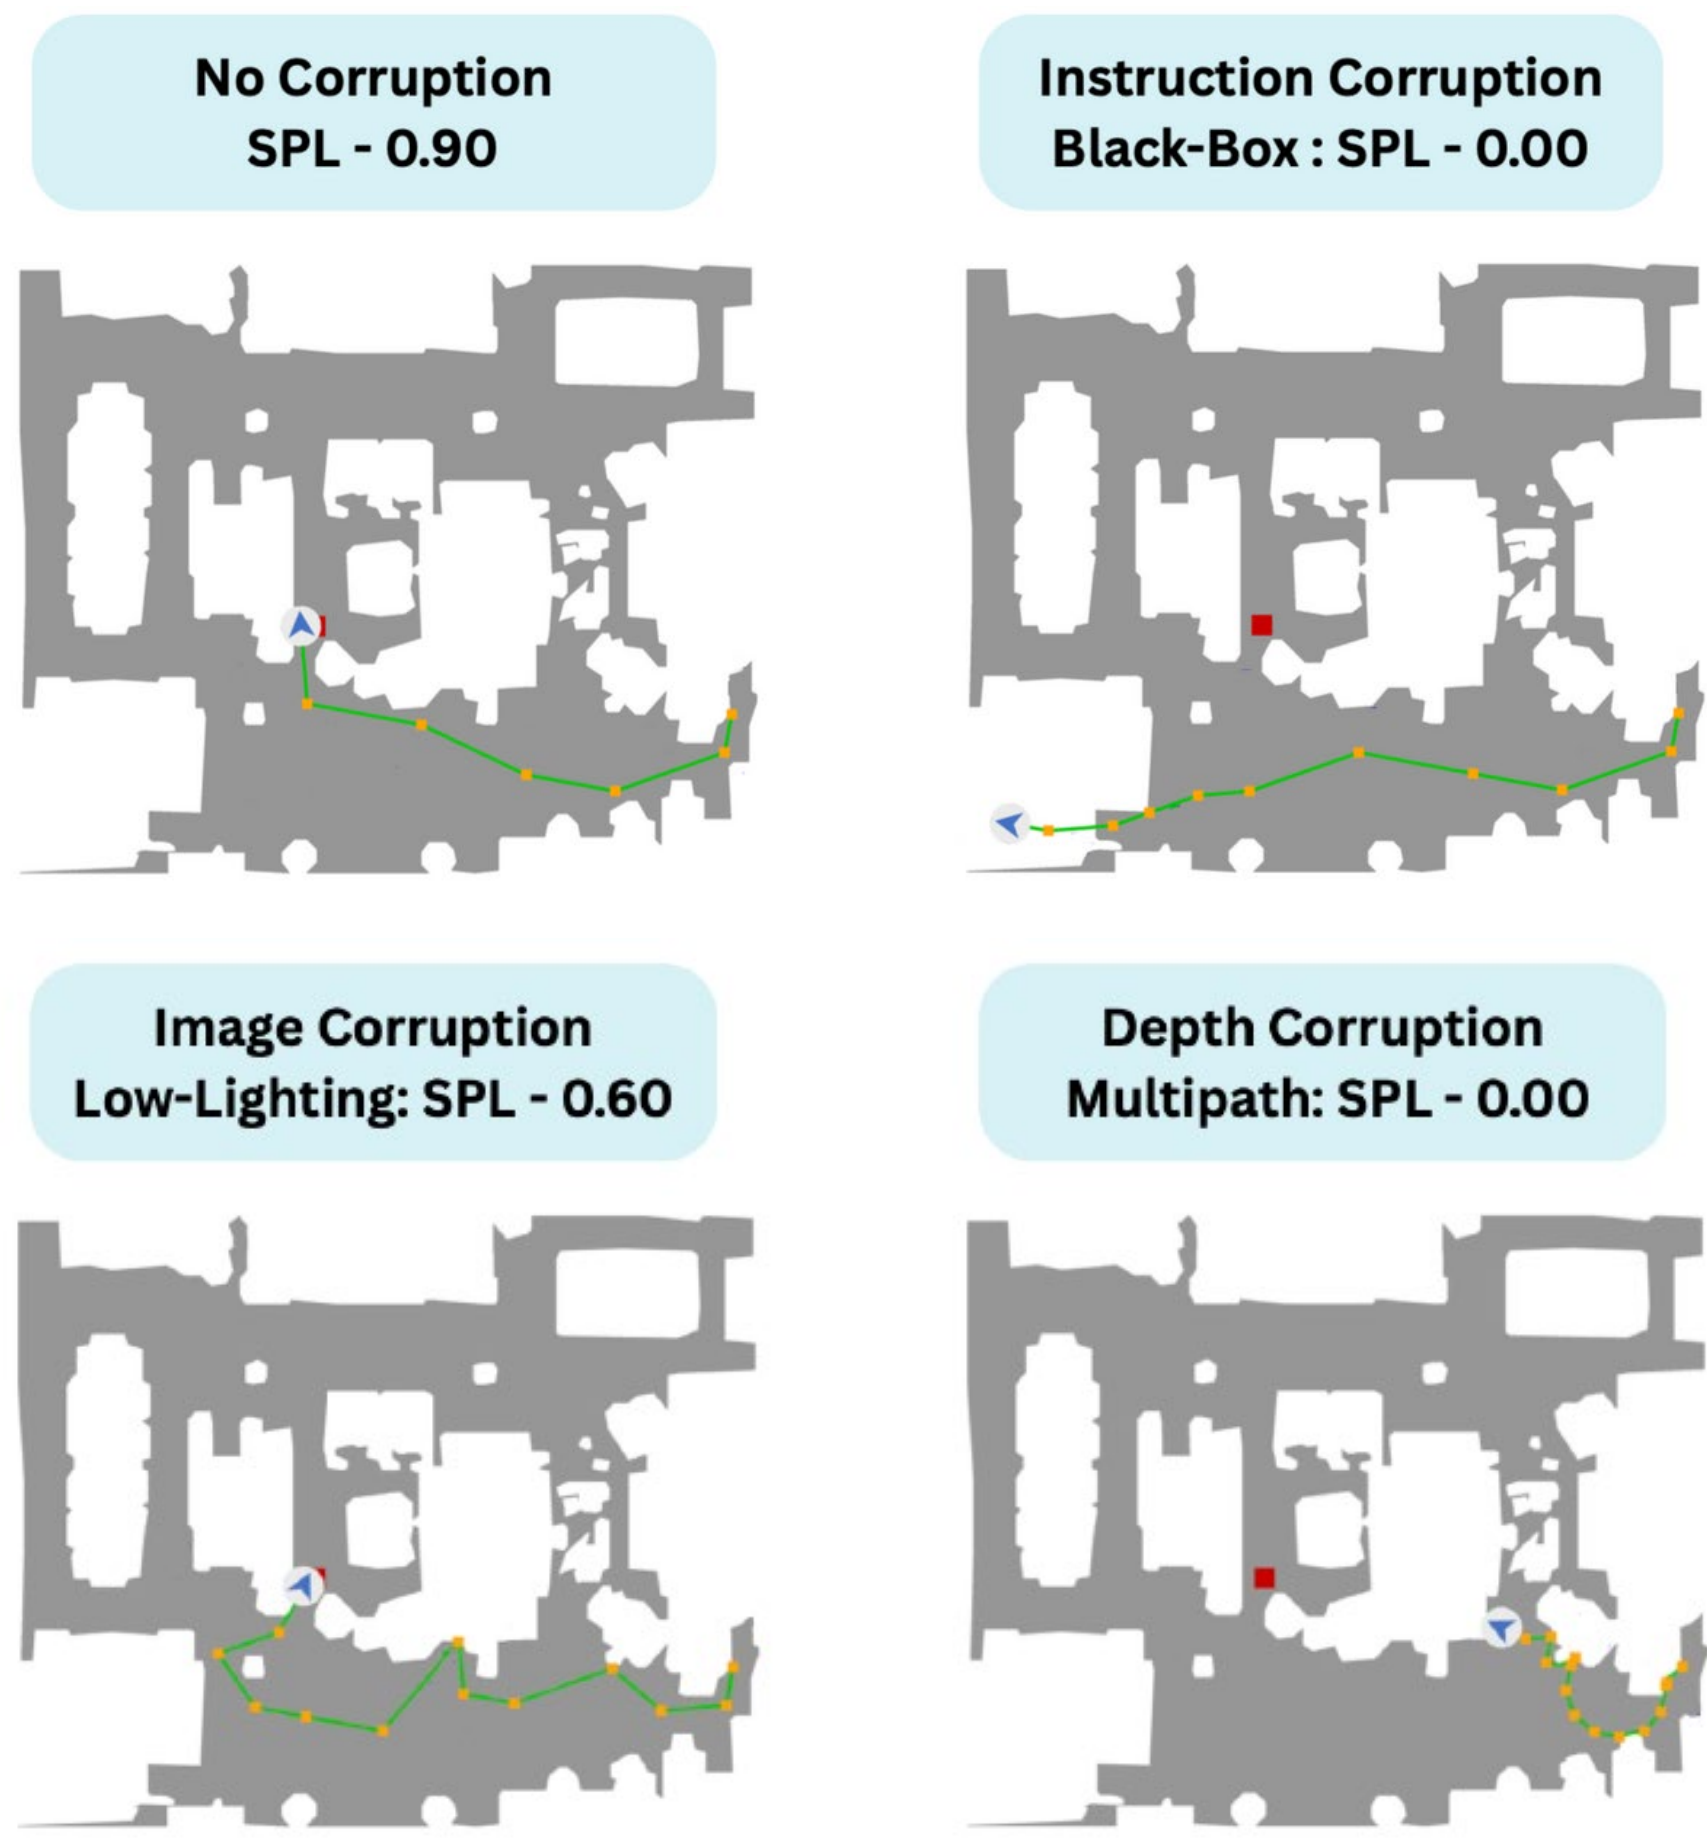 No Corruption
SPL - 0.90
Instruction Corruption
Black-Box : SPL - 0.00
Image Corruption
Low-Lighting: SPL - 0.60
Depth Corruption
Multipath: SPL - 0.00